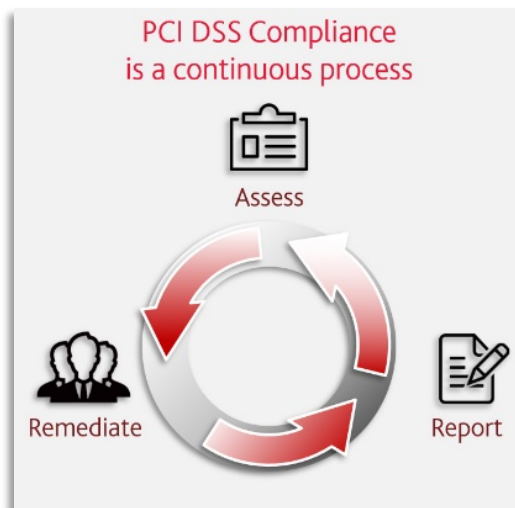 PCI DSS Compliance
is a continuous process
Assess
Remediate
Report